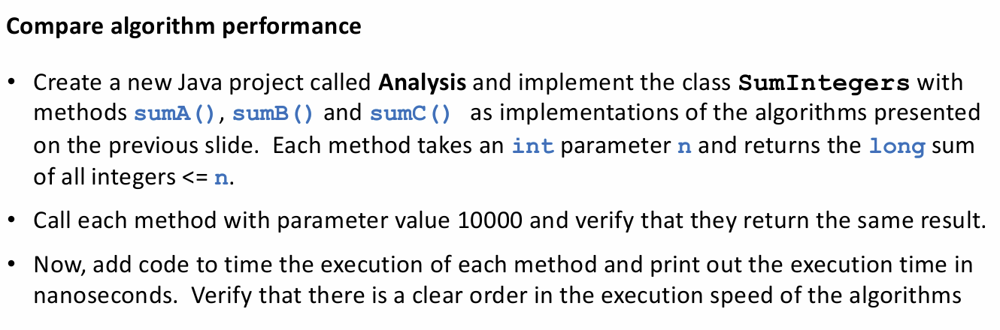 Compare algorithm performance
• Create a new Java project called Analysis and implement the class SumIntegers with
methods sumA(), sumB() and sumC() as implementations of the algorithms presented
on the previous slide. Each method takes an int parameter n and returns the long sum
of all integers <= n.
• Call each method with parameter value 10000 and verify that they return the same result.
• Now, add code to time the execution of each method and print out the execution time in
nanoseconds. Verify that there is a clear order in the execution speed of the algorithms